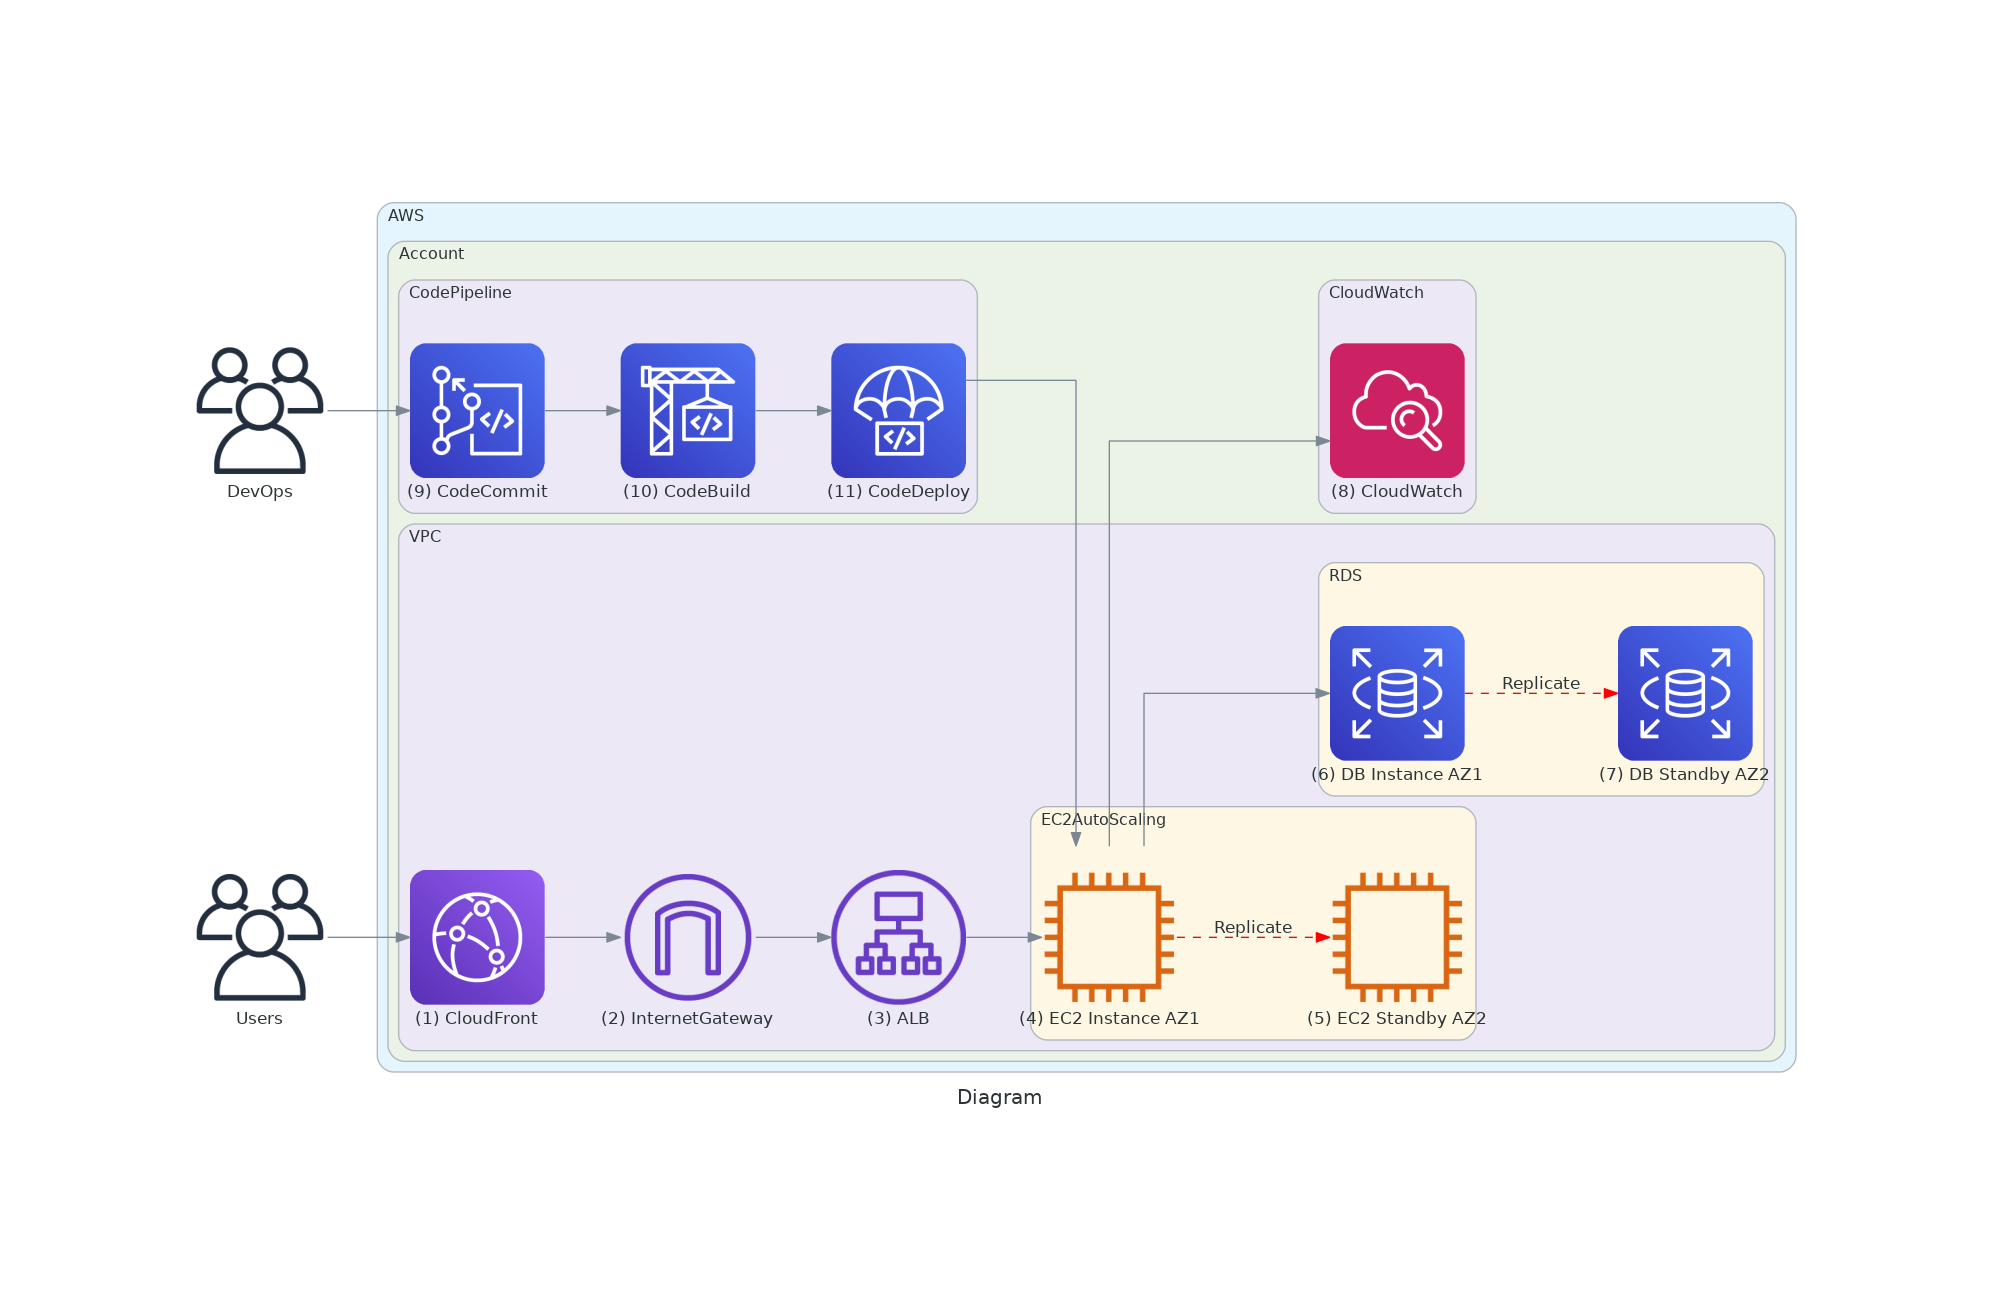 AWS
Account
CodePipeline
CloudWatch
DevOps
(9) CodeCommit
(10) CodeBuild
(11) CodeDeploy
(8) CloudWatch
VPC
RDS
Replicate
(6) DB Instance AZ1
(7) DB Standby AZ2
EC2AutoScaling
Replicate
Users
(1) CloudFront
(2) InternetGateway
(3) ALB
(4) EC2 Instance AZ1
(5) EC2 Standby AZ2
Diagram